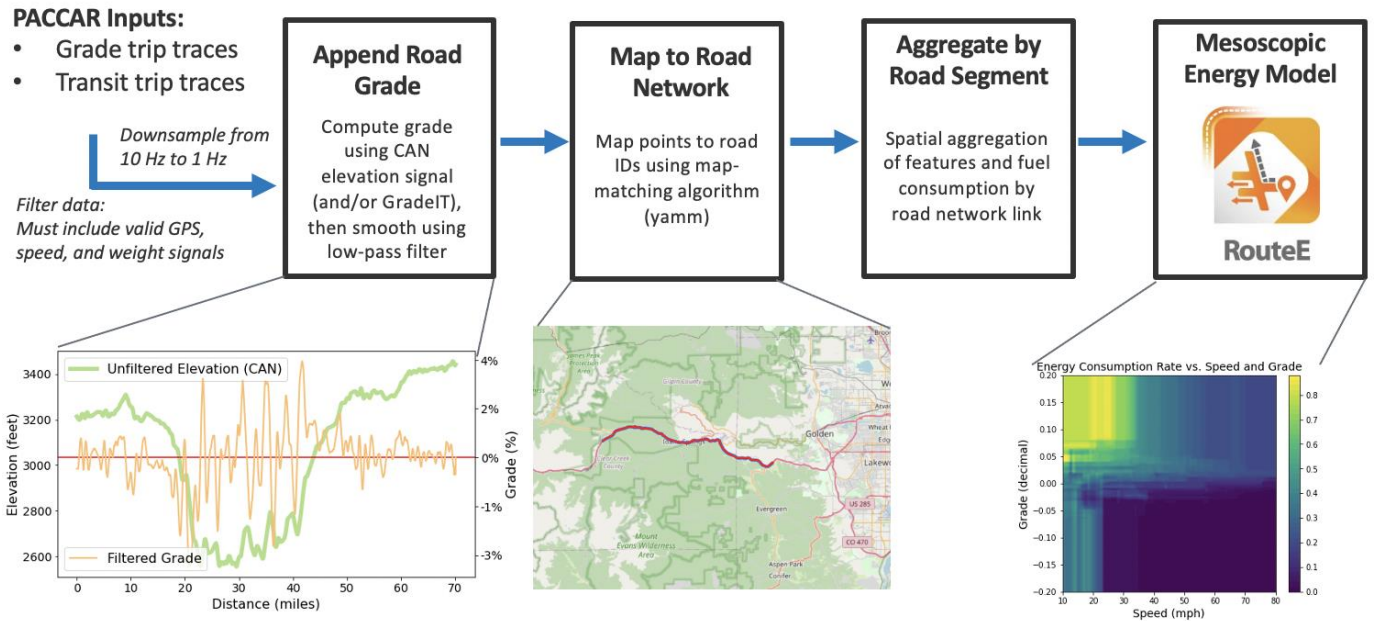 PACCAR Inputs:
• Grade trip traces
• Transit trip traces
Downsample from
10 Hz to 1 Hz
Filter data:
Must include valid GPS,
speed, and weight signals
Append Road
Grade
Compute grade
using CAN
elevation signal
(and/or GradeIT),
then smooth using
low-pass filter
Map to Road
Network
Map points to road
IDs using map-
matching algorithm
(yamm)
Aggregate by
Road Segment
Spatial aggregation
of features and fuel
consumption by
road network link
Mesoscopic
Energy Model
RouteE
Unfiltered Elevation (CAN)
Filtered Grade
Elevation (feet)
3400
3200
3000
2800
2600
4%
2%
0%
-1%
-3%
Grade (%)
0 10 20 30 40 50 60 70
Distance (miles)
Golden
Evergreen
Mount
Evans Wilderness
Area
Aspen Park
Conifer
US 285
CO 470
Energy Consumption Rate vs. Speed and Grade
Grade (decimal)
0.20
0.15
0.10
0.05
0.00
−0.05
−0.10
−0.15
−0.20
10 20 30 40 50 60 70 80
Speed (mph)
0.8
0.7
0.6
0.5
0.4
0.3
0.2
0.1
0.0